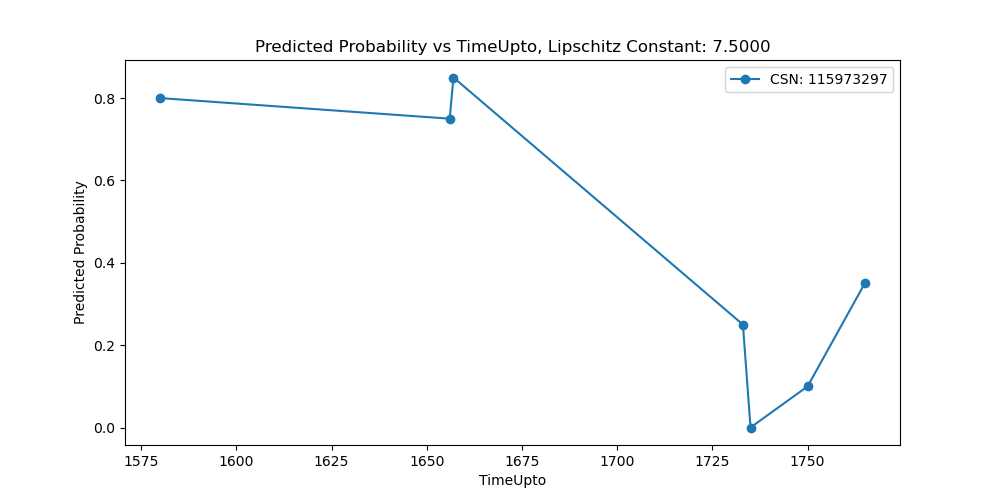 Predicted Probability vs TimeUpto, Lipschitz Constant: 7.5000
CSN: 115973297
Predicted Probability
0.8
0.6
0.4
0.2
0.0
1575 1600 1625 1650 1675 1700 1725 1750
TimeUpto